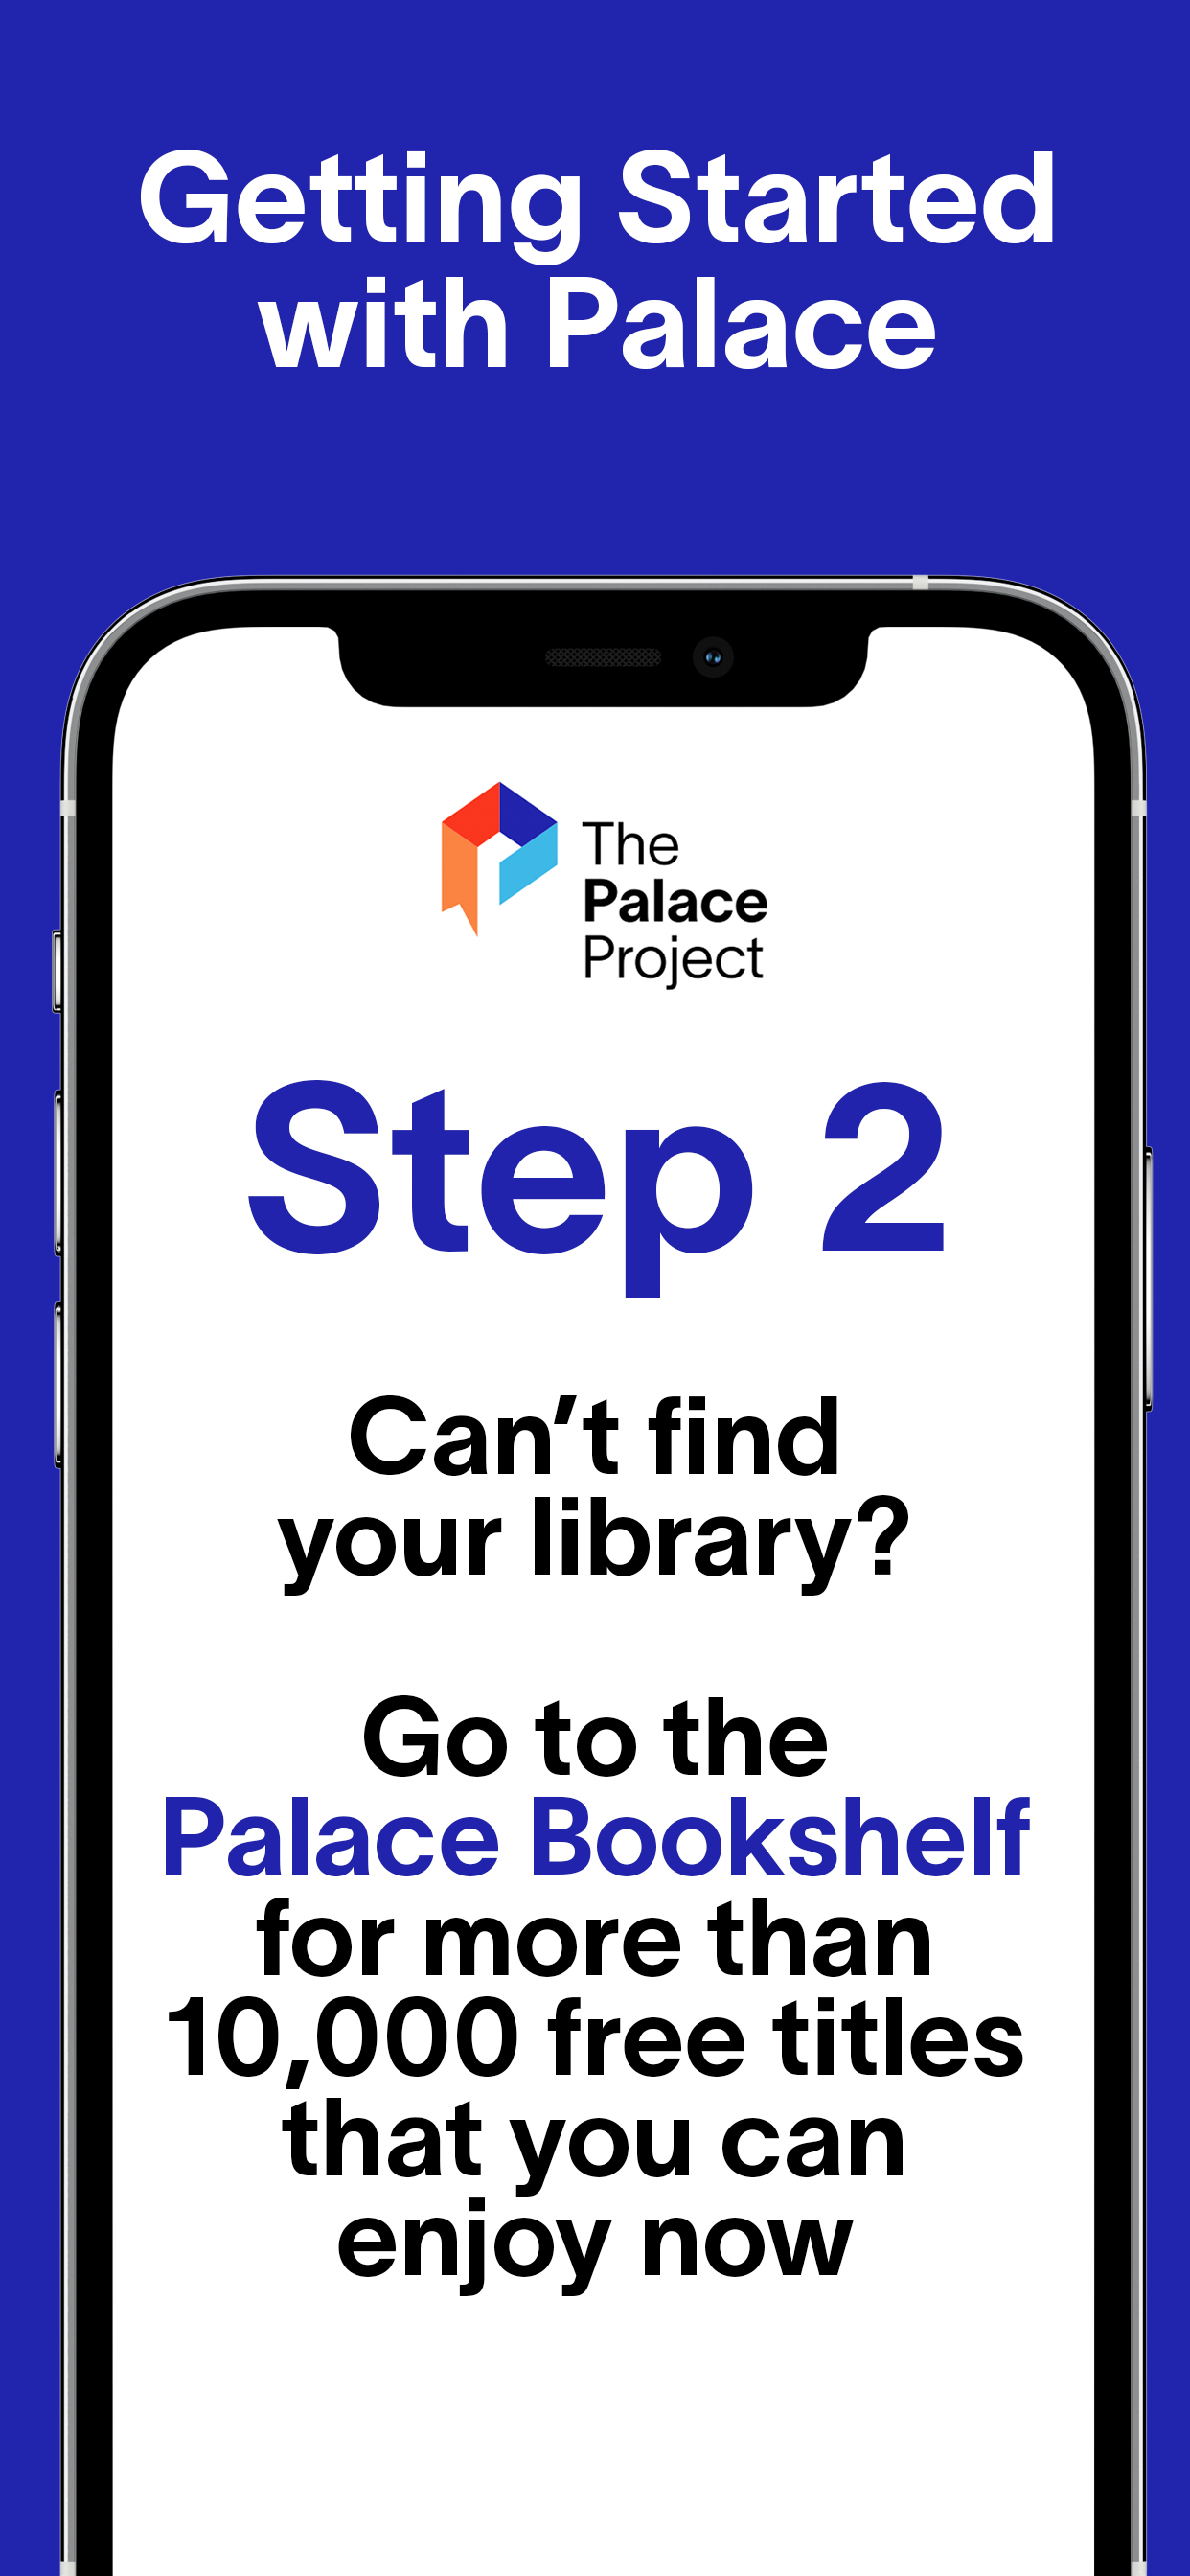 Getting Started
with Palace
The
Palace
Project
Step 2
Can’t find
your library?
Go to the
Palace Bookshelf
for more than
10,000 free titles
that you can
enjoy now